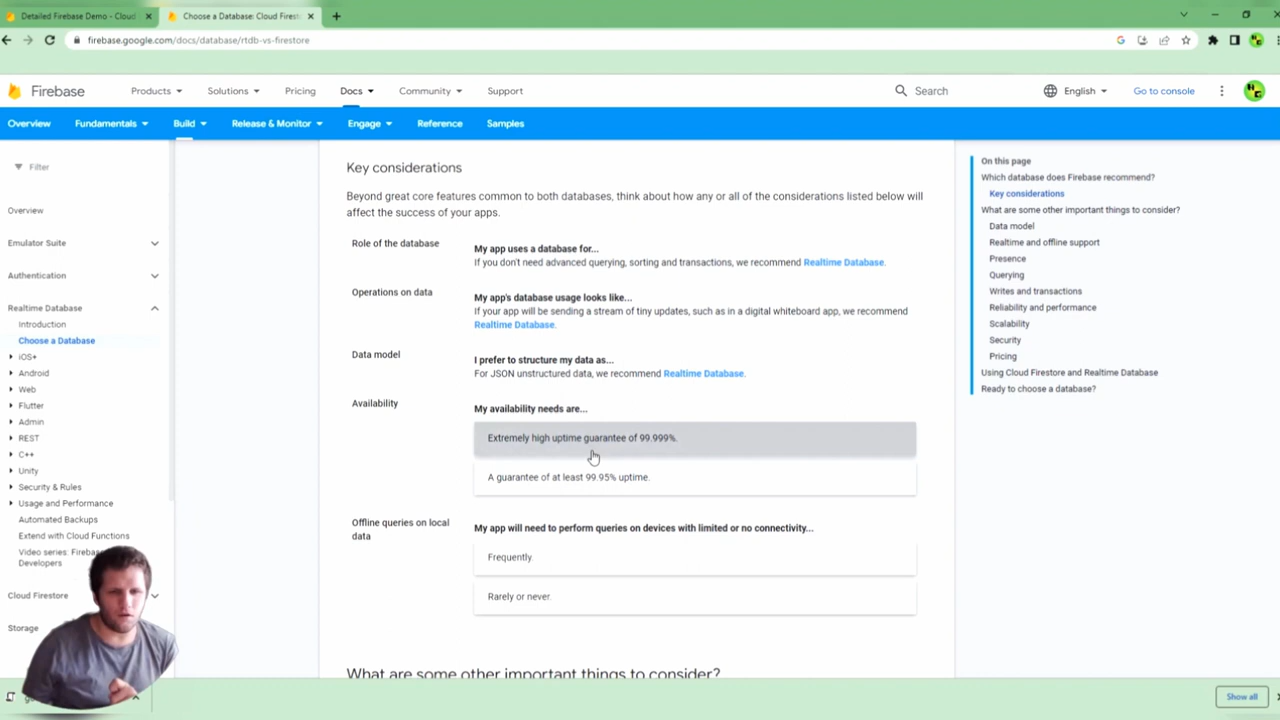 Detailed Firebase Demo - Cloud
Choose a Database: Cloud Firest
firebase.google.com/docs/database/rtdb-vs-firestore
Firebase
Products
Solutions
Pricing
Docs
Community
Support
Search
English
Go to console
Overview
Fundamentals
Build
Release & Monitor
Engage
Reference
Samples
Filter
Overview
Emulator Suite
Authentication
Realtime Database
Introduction
Choose a Database
iOS+
Android
Web
Flutter
Admin
REST
C++
Unity
Security & Rules
Usage and Performance
Automated Backups
Extend with Cloud Functions
Video series: Fireba
Developers
Cloud Firestore
Storage
Key considerations
Beyond great core features common to both databases, think about how any or all of the considerations listed below will
affect the success of your apps.
Role of the database
My app uses a database for...
If you don't need advanced querying, sorting and transactions, we recommend Realtime Database.
Operations on data
My app's database usage looks like...
If your app will be sending a stream of tiny updates, such as in a digital whiteboard app, we recommend
Realtime Database.
Data model
I prefer to structure my data as...
For JSON unstructured data, we recommend Realtime Database.
Availability
My availability needs are...
Extremely high uptime guarantee of 99.999%.
A guarantee of at least 99.95% uptime.
Offline queries on local
data
My app will need to perform queries on devices with limited or no connectivity...
Frequently.
Rarely or never.
What are some other important things to consider?
On this page
Which database does Firebase recommend?
Key considerations
What are some other important things to consider?
Data model
Realtime and offline support
Presence
Querying
Writes and transactions
Reliability and performance
Scalability
Security
Pricing
Using Cloud Firestore and Realtime Database
Ready to choose a database?
Show all